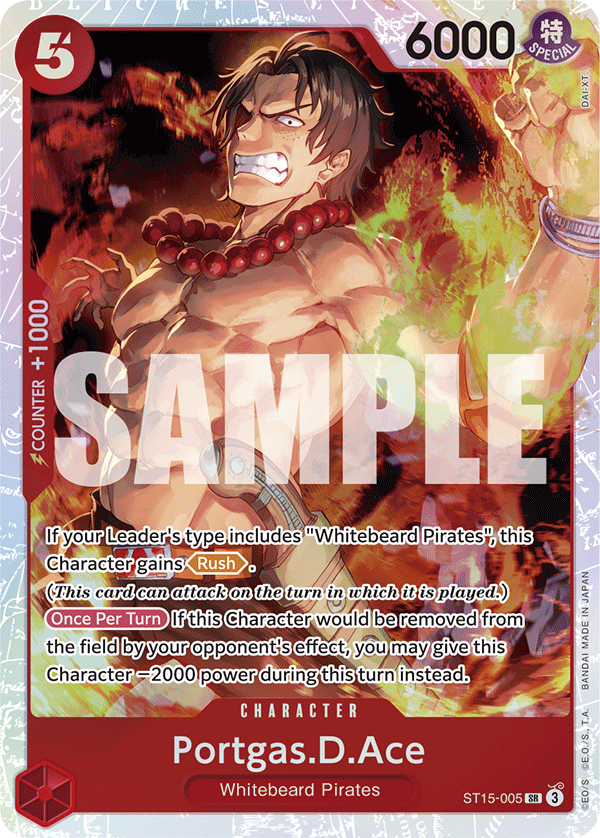 5
6000
特
SPECIAL
DAI-XT.
COUNTER +1000
SAMPLE
If your Leader's type includes "Whitebeard Pirates", this
Character gains Rush.
(This card can attack on the turn in which it is played.)
Once Per Turn If this Character would be removed from
the field by your opponent's effect, you may give this
Character −2000 power during this turn instead.
CHARACTER
Portgas.D.Ace
Whitebeard Pirates
ST15-005 SR 3
©EO/S ©E.O./S., T.A. BANDAI MADE IN JAPAN